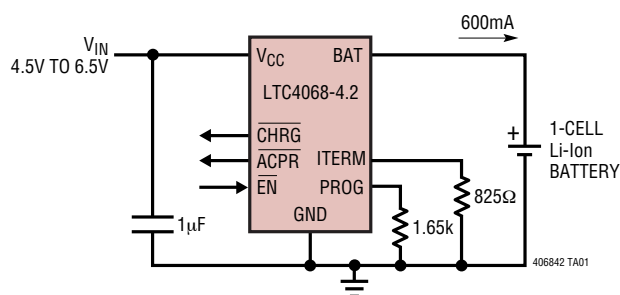 600mA
VIN
4.5V TO 6.5V
VCC
BAT
LTC4068-4.2
CHRG
ACPR
ITERM
EN
PROG
GND
1µF
1.65k
825Ω
+
1-CELL
Li-Ion
BATTERY
406842 TA01